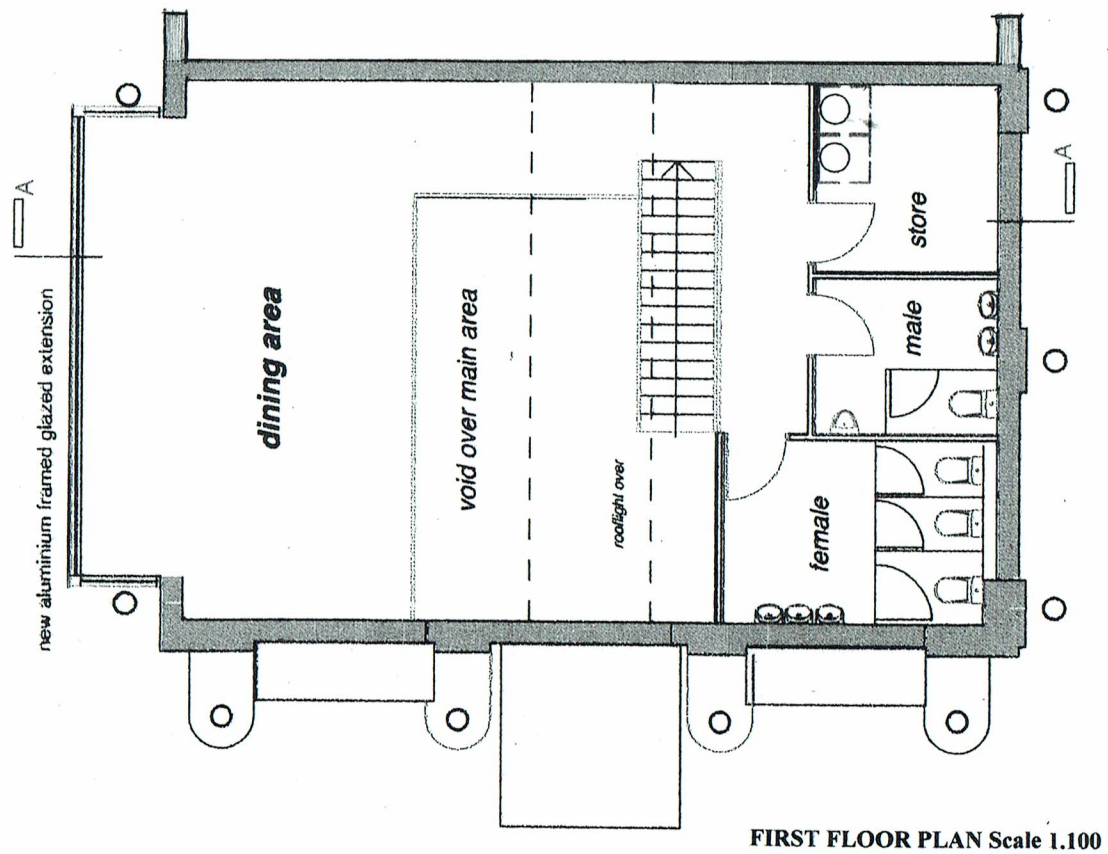 new aluminium framed glazed extension
A
dining area
void over main area
rooflight over
female
male
store
A
FIRST FLOOR PLAN Scale 1.100